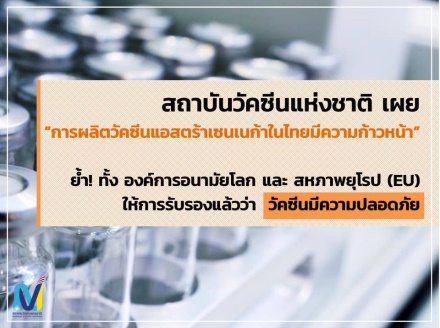 สถาบันวัคซีนแห่งชาติ เผย
"การผลิตวัคซีนแอสตร้าเซนเนก้าในไทยมีความก้าวหน้า"
ย้ำ! ทั้ง องค์การอนามัยโลก และ สหภาพยุโรป (EU)
ให้การรับรองแล้วว่า วัคซีนมีความปลอดภัย